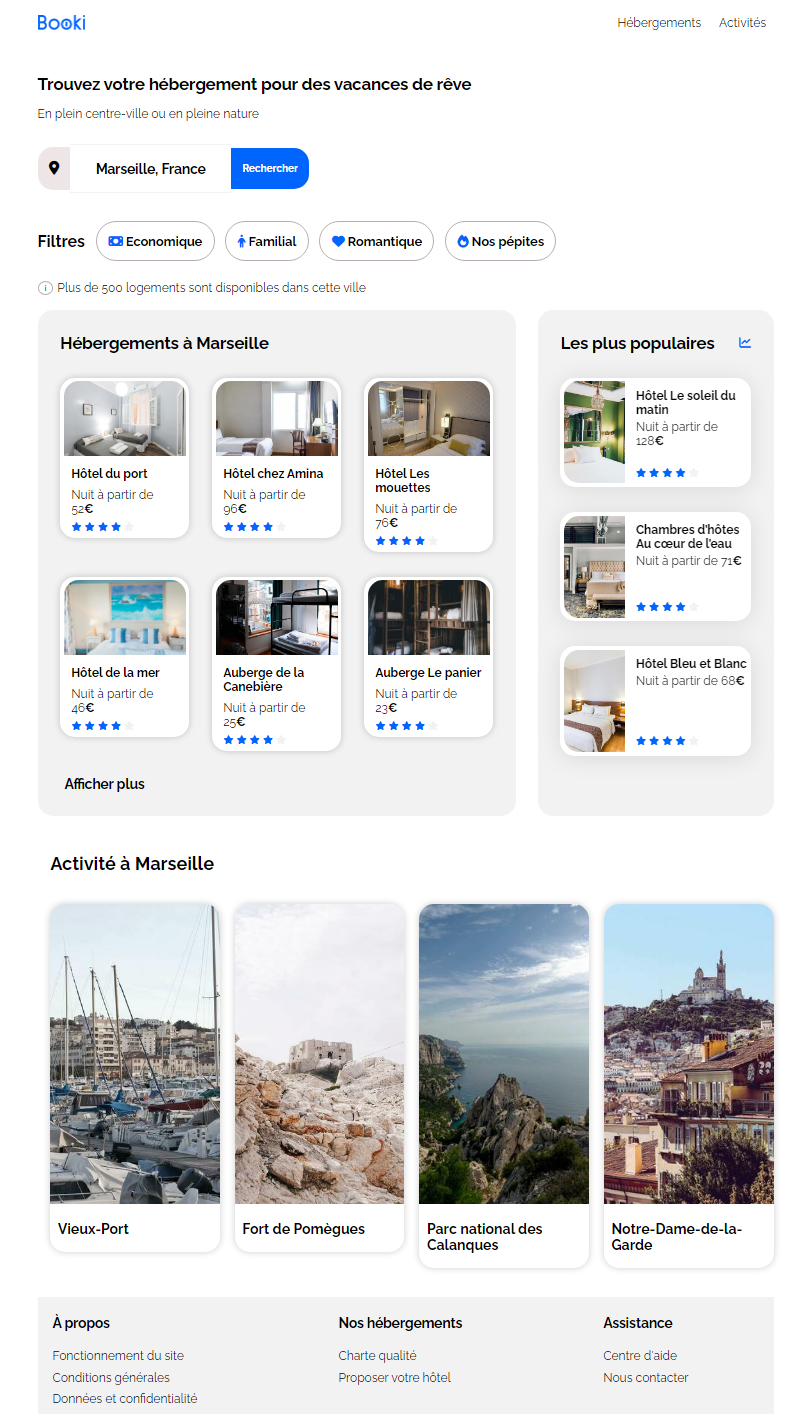 Booki
Hébergements Activités
Trouvez votre hébergement pour des vacances de rêve
En plein centre-ville ou en pleine nature
Marseille, France Rechercher
Filtres Economique Familial Romantique Nos pépites
i Plus de 500 logements sont disponibles dans cette ville
Hébergements à Marseille
Hôtel du port
Nuit à partir de
52€
Hôtel chez Amina
Nuit à partir de
96€
Hôtel Les
mouettes
Nuit à partir de
76€
Hôtel de la mer
Nuit à partir de
46€
Auberge de la
Canebière
Nuit à partir de
25€
Auberge Le panier
Nuit à partir de
23€
Afficher plus
Les plus populaires
Hôtel Le soleil du
matin
Nuit à partir de
128€
Chambres d'hôtes
Au cœur de l'eau
Nuit à partir de 71€
Hôtel Bleu et Blanc
Nuit à partir de 68€
Activité à Marseille
Vieux-Port
Fort de Pomègues
Parc national des
Calanques
Notre-Dame-de-la-
Garde
À propos
Fonctionnement du site
Conditions générales
Données et confidentialité
Nos hébergements
Charte qualité
Proposer votre hôtel
Assistance
Centre d'aide
Nous contacter